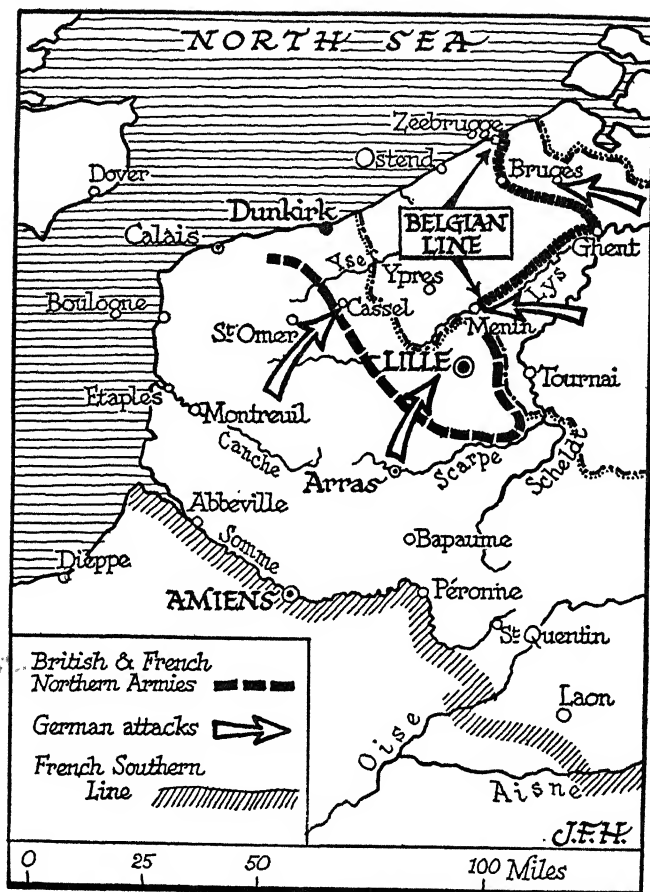 NORTH SEA
Zeebrugge
Ostend
Bruges
Dover
Dunkirk
BELGIAN
LINE
Ghent
Calais
Ase
Ypres
Lys
Boulogne
Cassel
St Omer
Menin
LILLE
Tournai
Etaples
Montreuil
Canche
Scarpe
Scheldt
Arras
Abbeville
Somme
Bapaume
Dieppe
AMIENS
Péronne
St Quentin
British & French
Northern Armies
German attacks
French Southern
Line
Laon
Oise
Aisne
J.F.H.
0 25 50 100 Miles